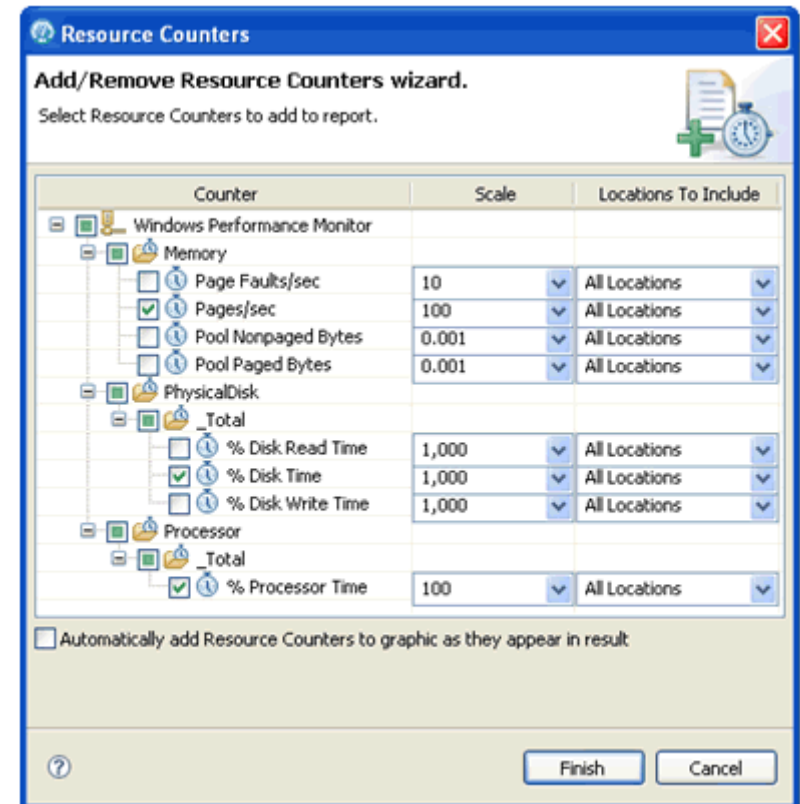 Resource Counters
Add/Remove Resource Counters wizard.
Select Resource Counters to add to report.
Counter Scale Locations To Include
Windows Performance Monitor
Memory
Page Faults/sec 10 All Locations
Pages/sec 100 All Locations
Pool Nonpaged Bytes 0.001 All Locations
Pool Paged Bytes 0.001 All Locations
PhysicalDisk
_Total
% Disk Read Time 1,000 All Locations
% Disk Time 1,000 All Locations
% Disk Write Time 1,000 All Locations
Processor
_Total
% Processor Time 100 All Locations
Automatically add Resource Counters to graphic as they appear in result
? Finish Cancel